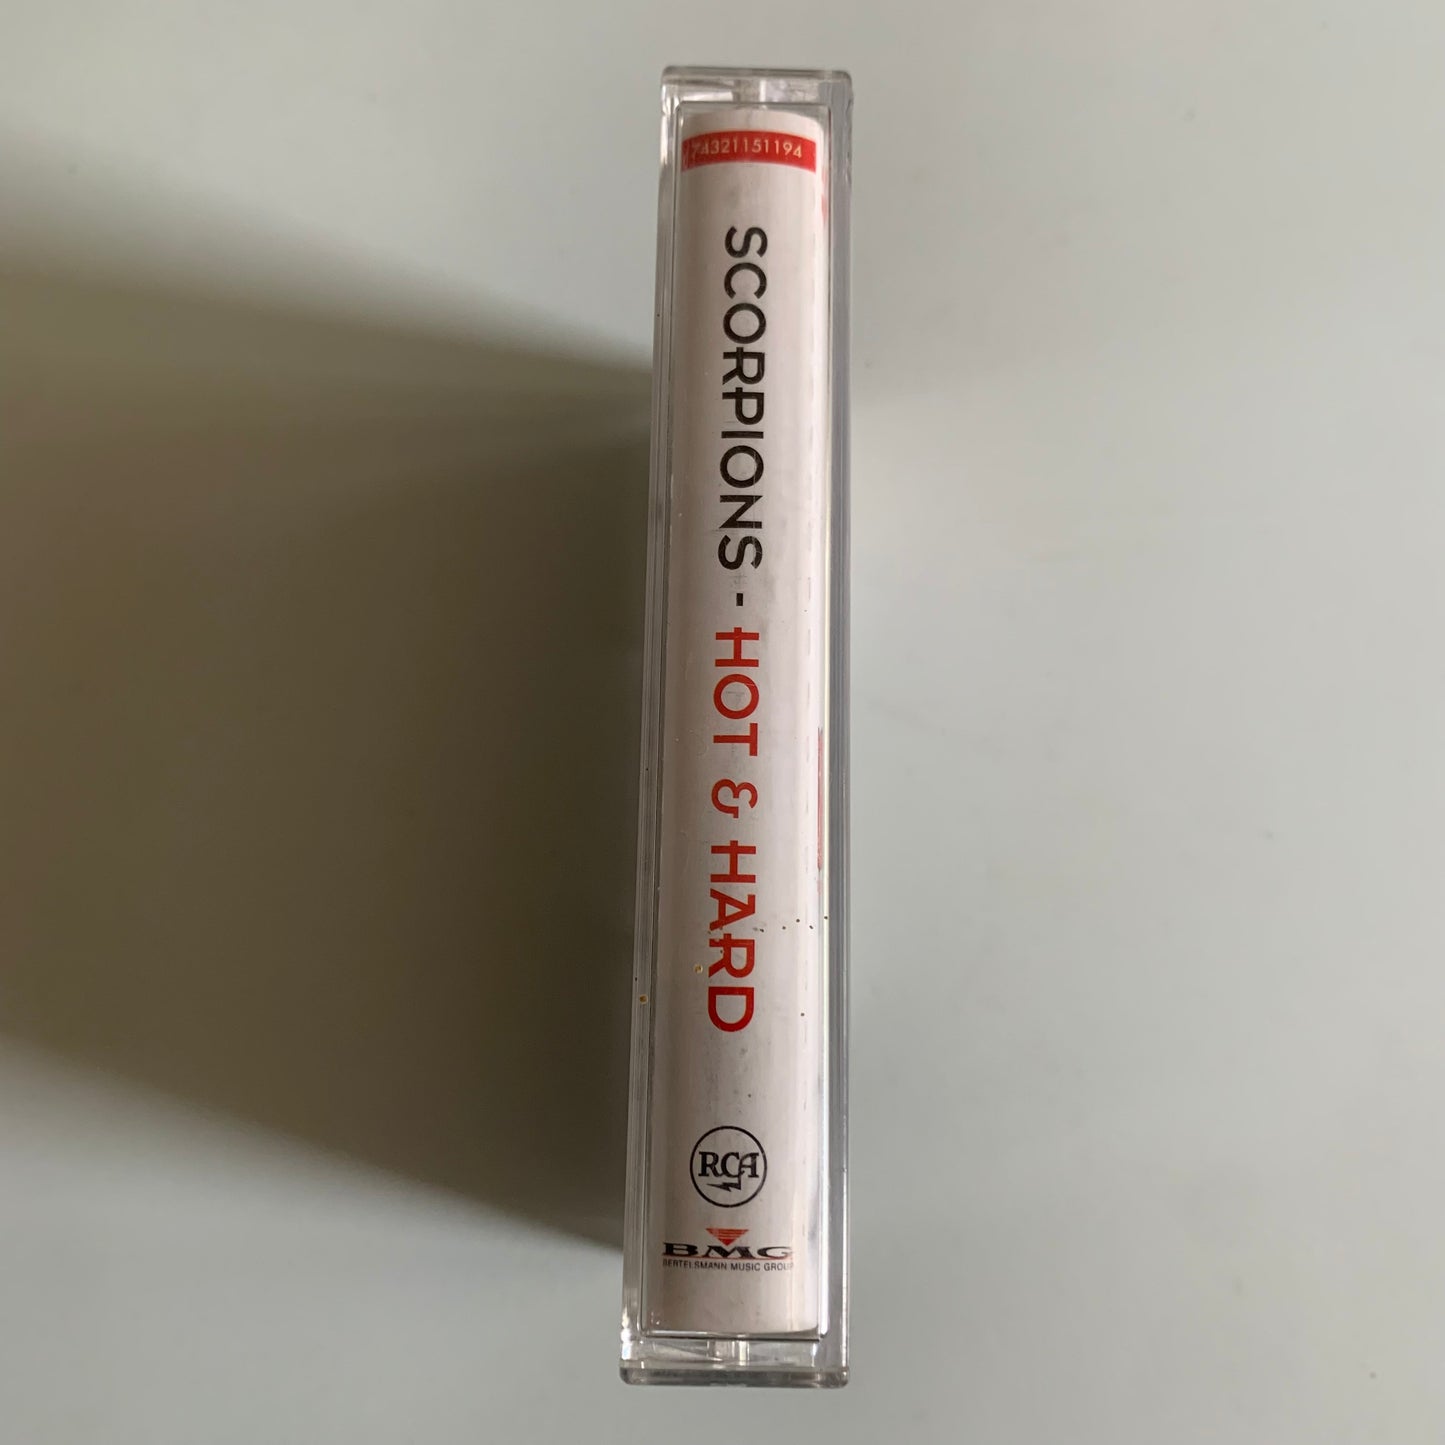 74321151194
SCORPIONS - HOT & HARD
RCA
BMG
BERTELSMANN MUSIC GROUP